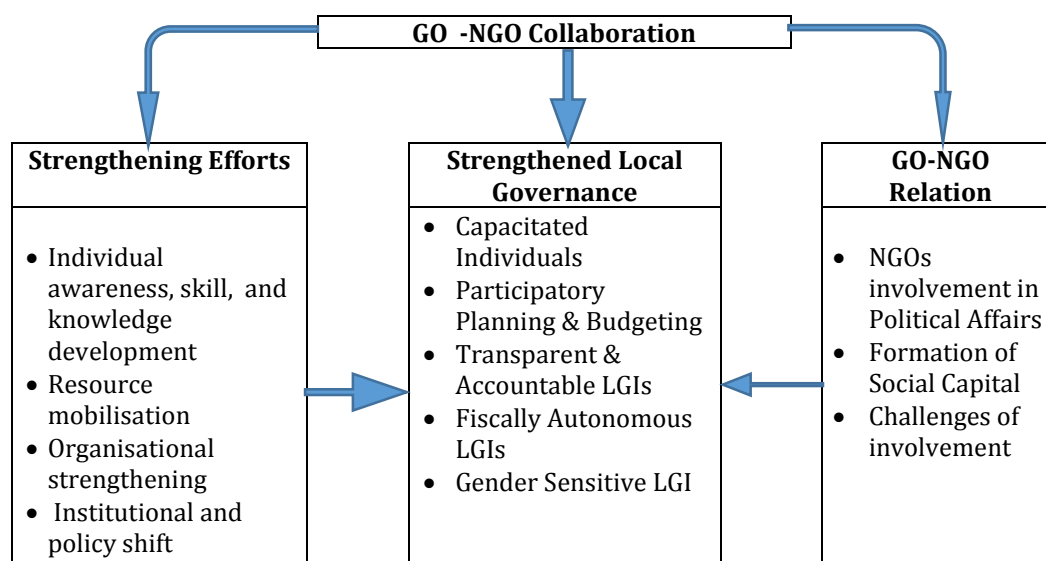 GO -NGO Collaboration
Strengthening Efforts
• Individual
awareness, skill, and
knowledge
development
• Resource
mobilisation
• Organisational
strengthening
• Institutional and
policy shift
Strengthened Local
Governance
• Capacitated
Individuals
• Participatory
Planning & Budgeting
• Transparent &
Accountable LGIs
• Fiscally Autonomous
LGIs
• Gender Sensitive LGI
GO-NGO
Relation
• NGOs
involvement in
Political Affairs
• Formation of
Social Capital
• Challenges of
involvement